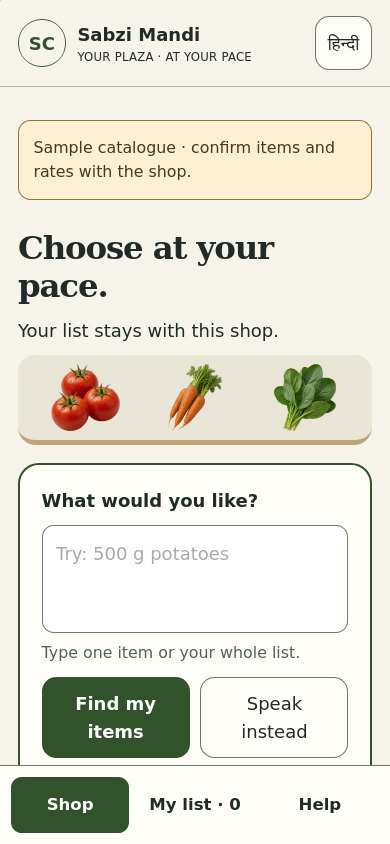 SC
Sabzi Mandi
YOUR PLAZA · AT YOUR PACE
हिन्दी
Sample catalogue · confirm items and
rates with the shop.
Choose at your
pace.
Your list stays with this shop.
What would you like?
Try: 500 g potatoes
Type one item or your whole list.
Find my
items
Speak
instead
Shop
My list · 0
Help